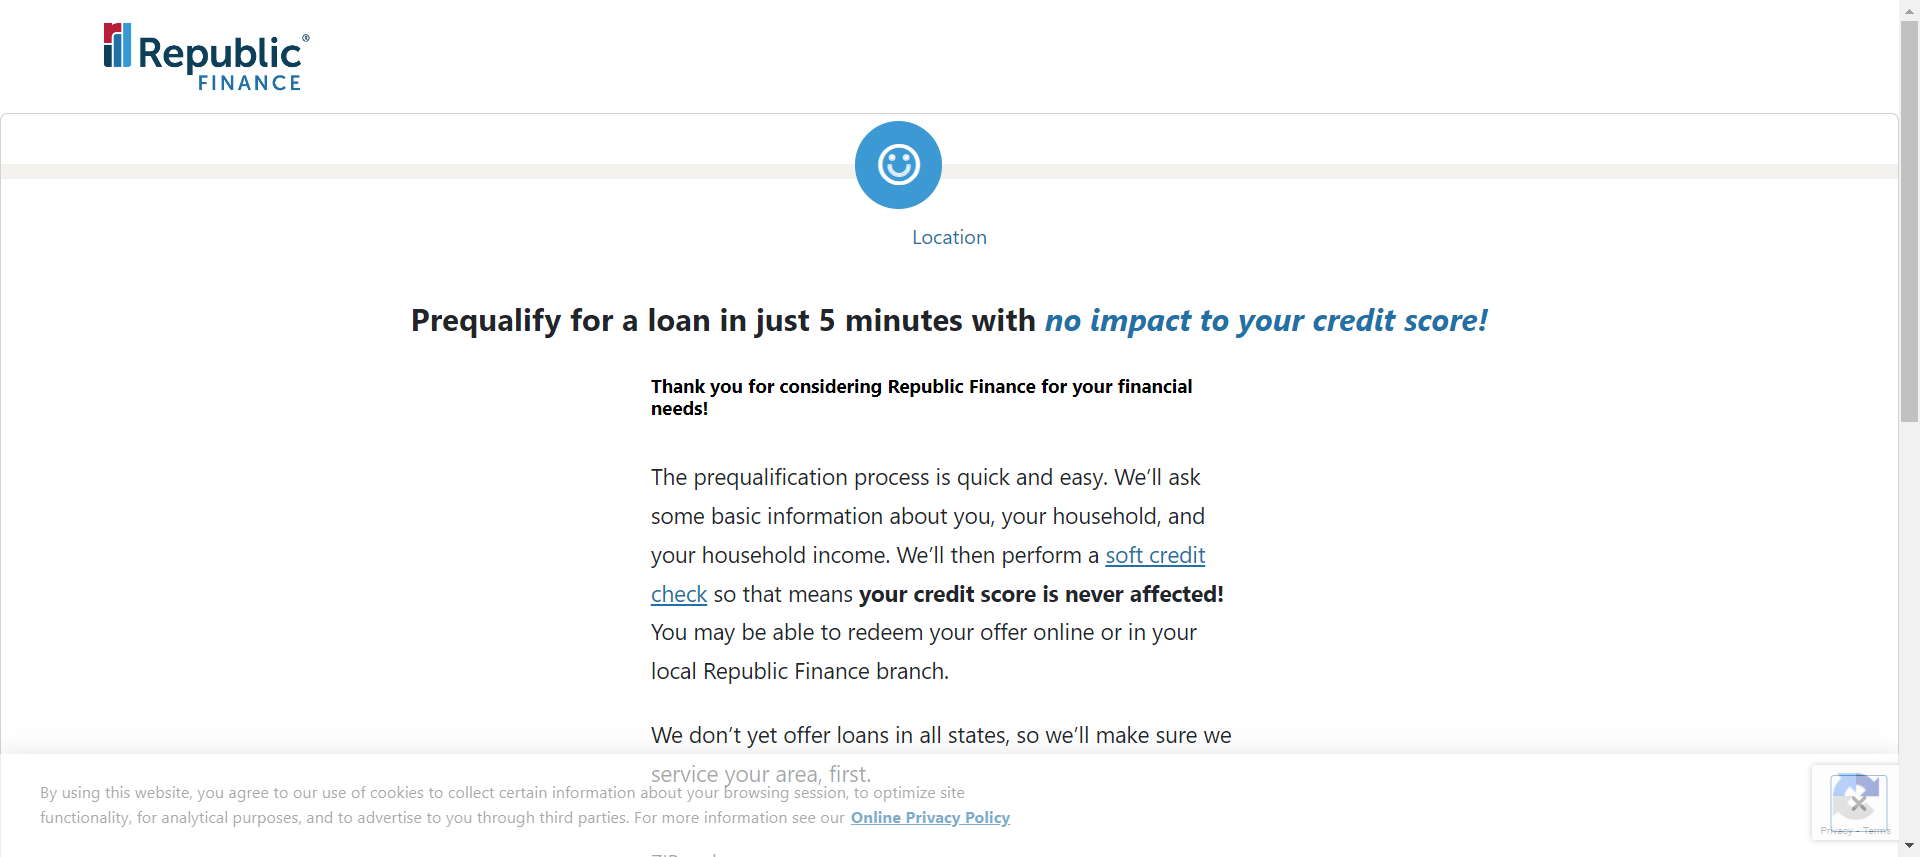 Republic®
FINANCE
Location
Prequalify for a loan in just 5 minutes with no impact to your credit score!
Thank you for considering Republic Finance for your financial
needs!
The prequalification process is quick and easy. We’ll ask
some basic information about you, your household, and
your household income. We’ll then perform a soft credit
check so that means your credit score is never affected!
You may be able to redeem your offer online or in your
local Republic Finance branch.
We don’t yet offer loans in all states, so we’ll make sure we
service your area, first.
By using this website, you agree to our use of cookies to collect certain information about your browsing session, to optimize site
functionality, for analytical purposes, and to advertise to you through third parties. For more information see our Online Privacy Policy
Privacy - Terms